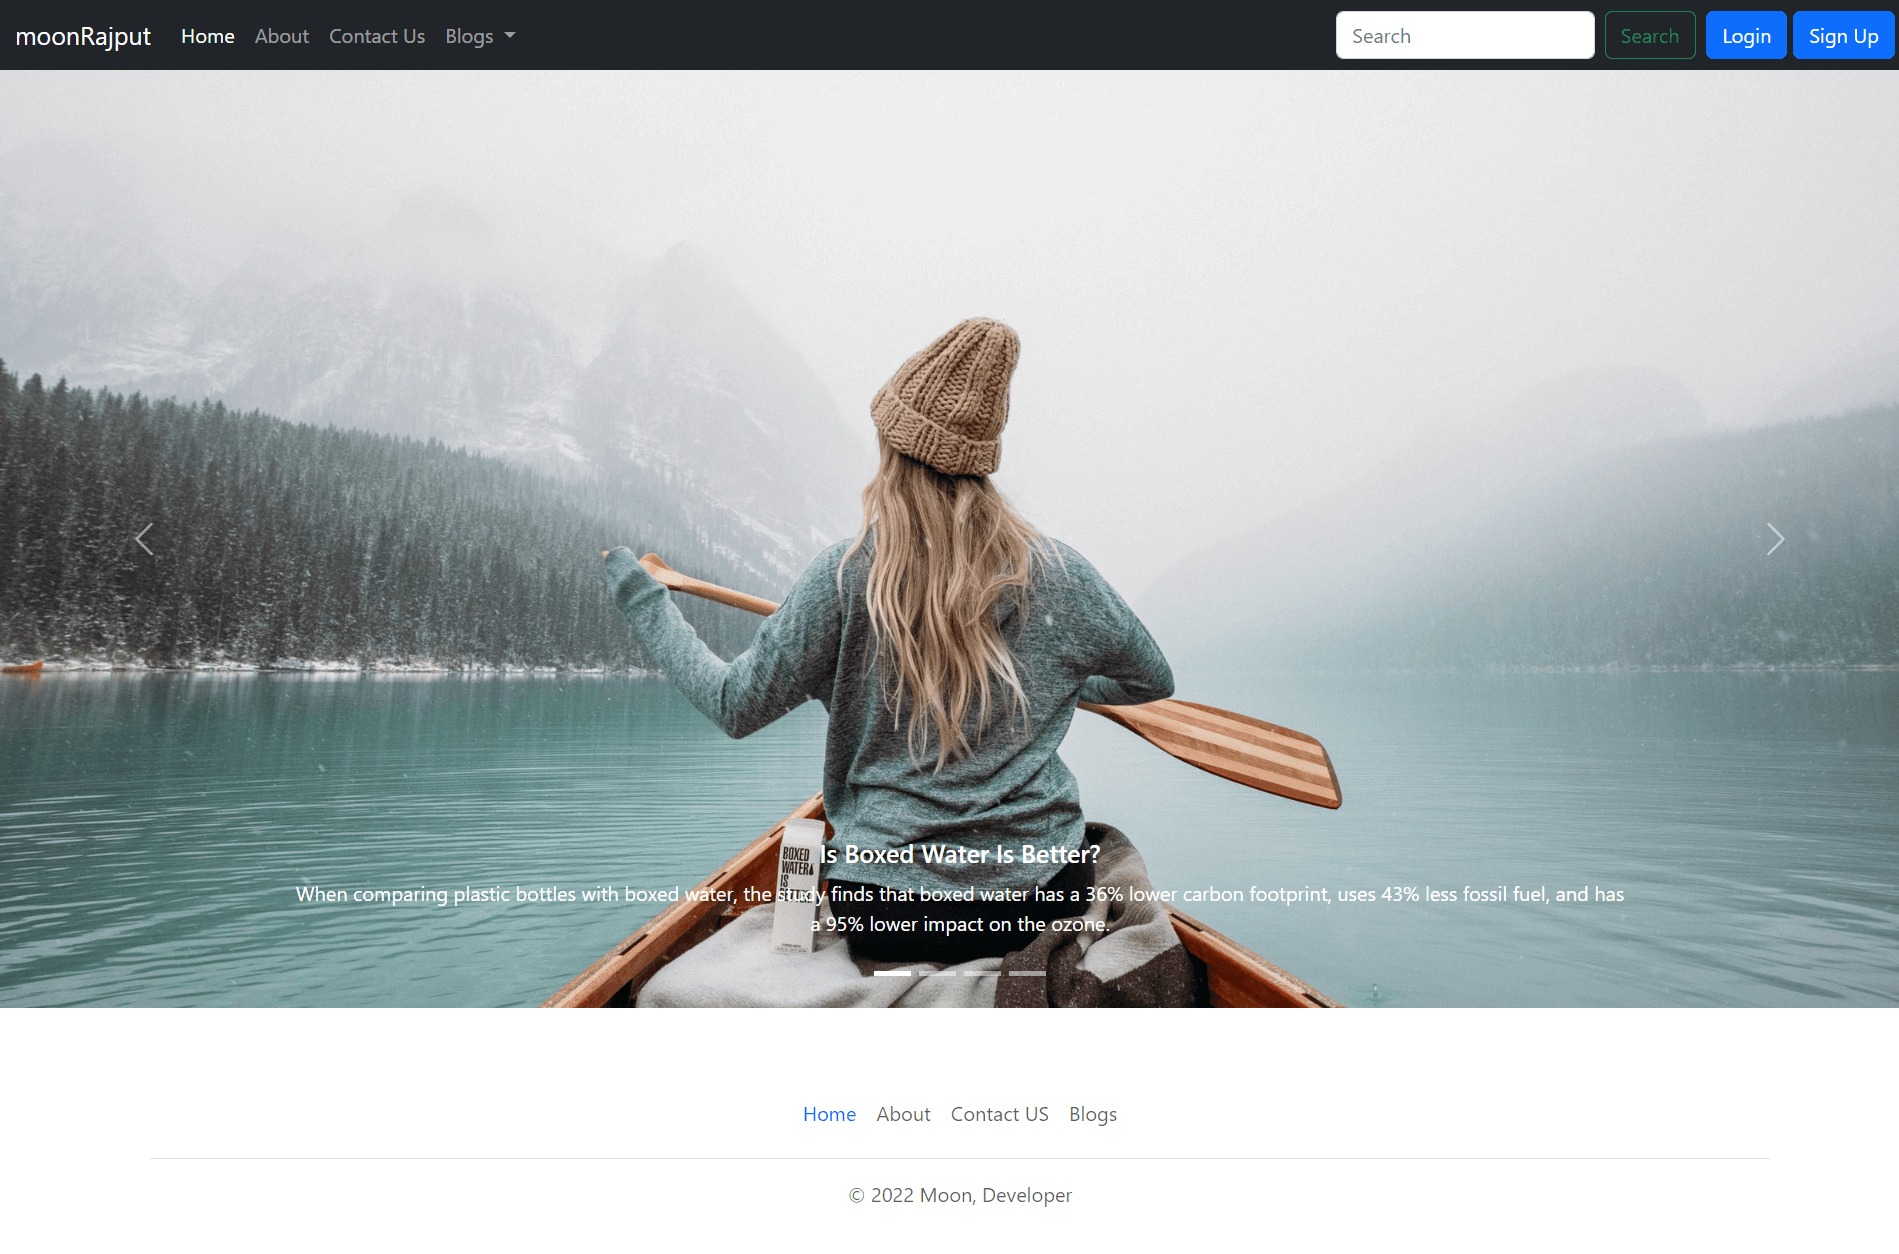 moonRajput Home About Contact Us Blogs Search Search Login Sign Up
BOXED
WATER
IS
Is Boxed Water Is Better?
When comparing plastic bottles with boxed water, the study finds that boxed water has a 36% lower carbon footprint, uses 43% less fossil fuel, and has
a 95% lower impact on the ozone.
Home About Contact US Blogs
© 2022 Moon, Developer